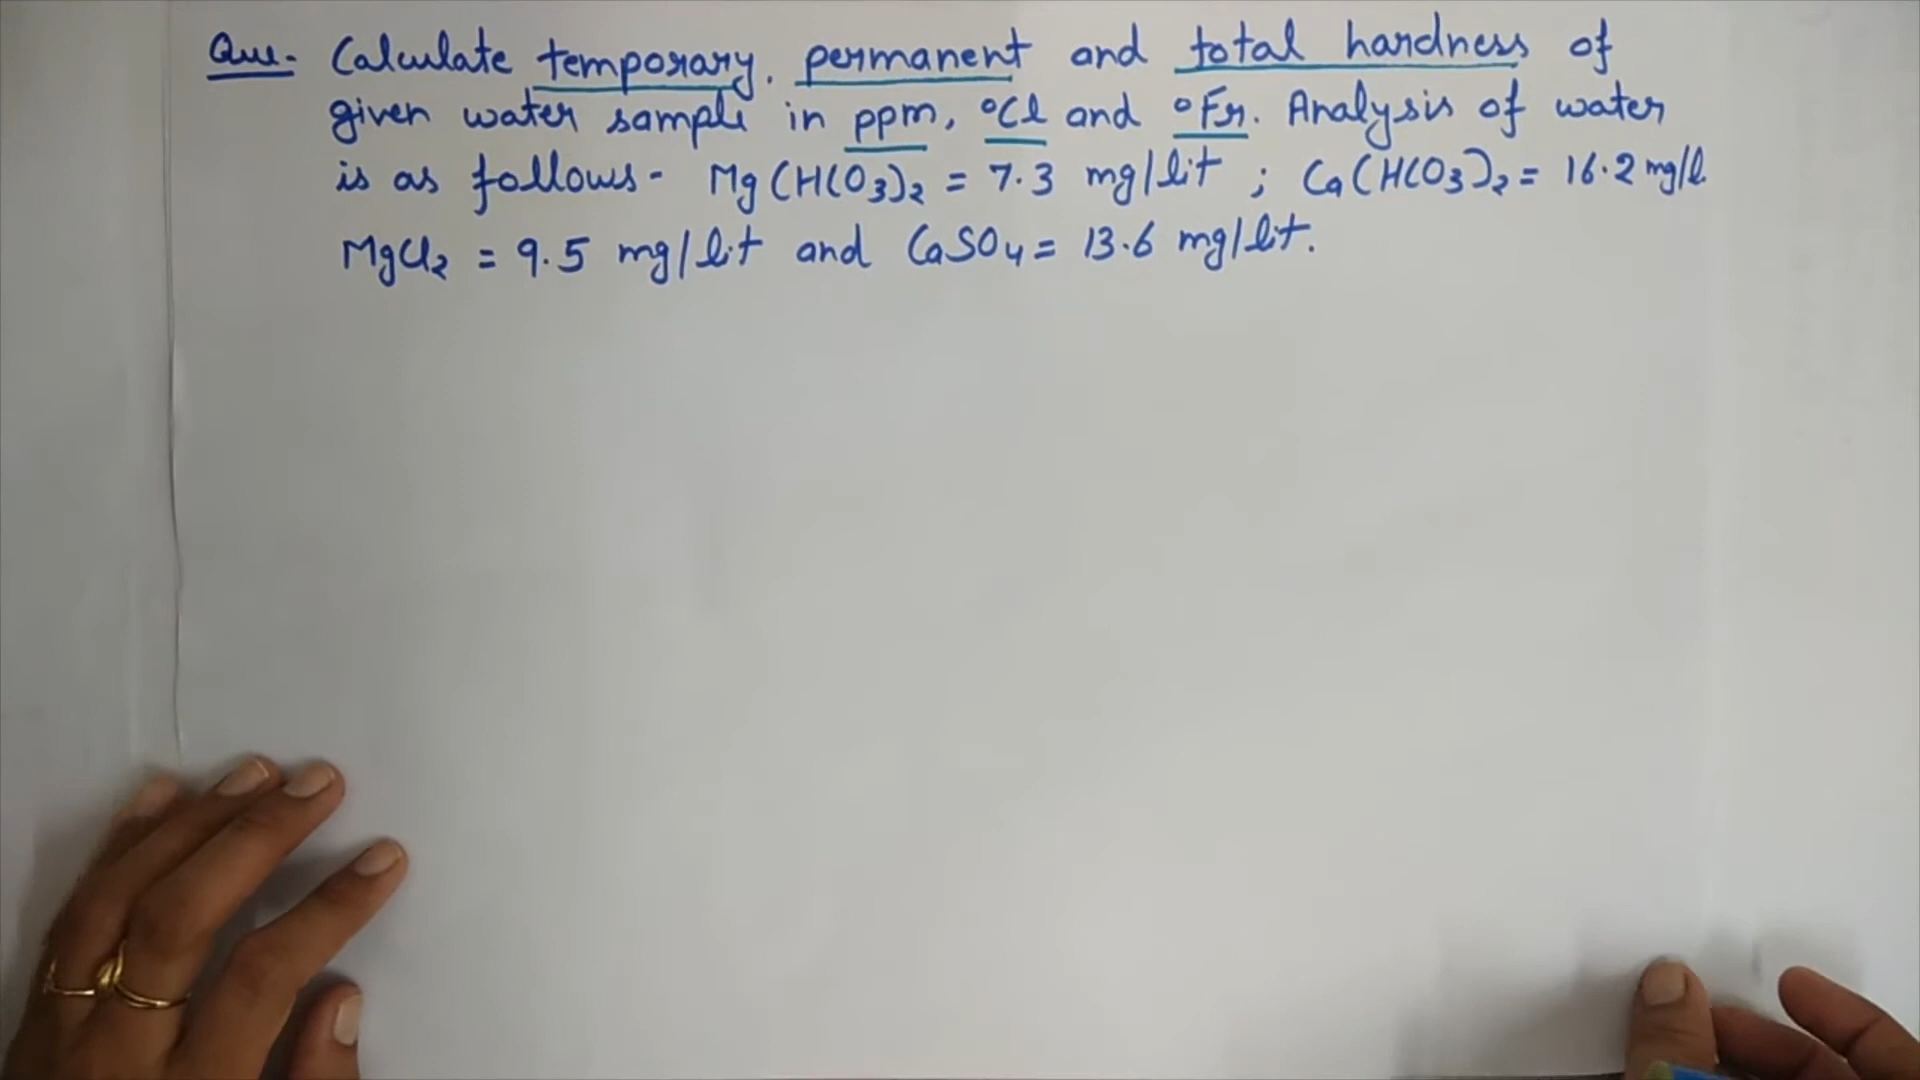 Que- Calculate temporary, permanent and total hardness of
given water sample in ppm, °Cl and °Fr. Analysis of water
is as follows- Mg(HCO3)2 = 7.3 mg/lit ; Ca(HCO3)2 = 16.2 mg/l.
MgCl2 = 9.5 mg/lit and CaSO4 = 13.6 mg/lit.